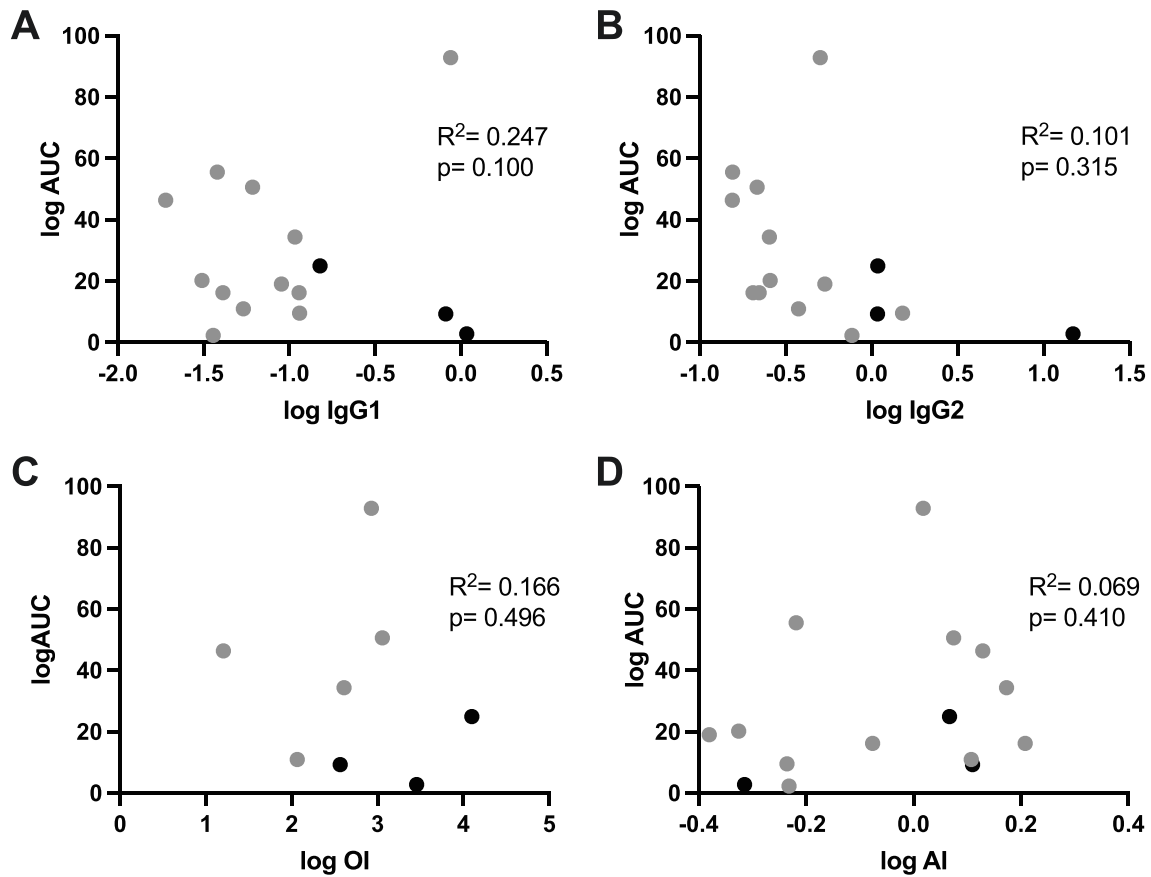 A
100
80
60
40
20
0
log AUC
R²= 0.247
p= 0.100
-2.0 -1.5 -1.0 -0.5 0.0 0.5
log IgG1
B
100
80
60
40
20
0
log AUC
R²= 0.101
p= 0.315
-1.0 -0.5 0.0 0.5 1.0 1.5
log IgG2
C
100
80
60
40
20
0
logAUC
R²= 0.166
p= 0.496
0 1 2 3 4 5
log OI
D
100
80
60
40
20
0
log AUC
R²= 0.069
p= 0.410
-0.4 -0.2 0.0 0.2 0.4
log AI